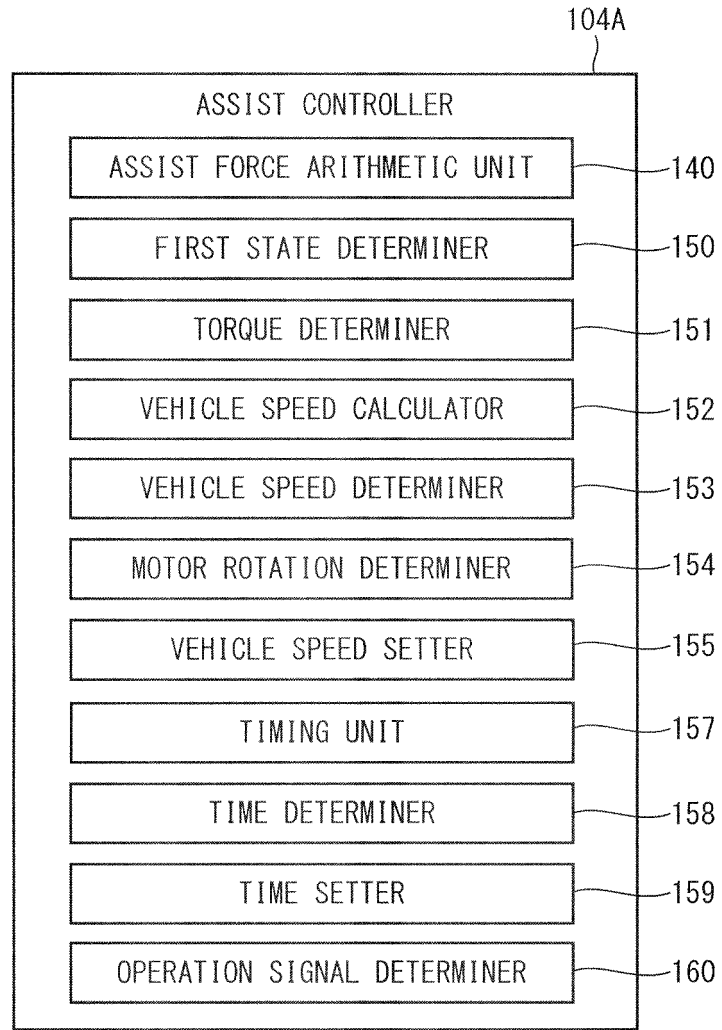 104A
ASSIST CONTROLLER
ASSIST FORCE ARITHMETIC UNIT 140
FIRST STATE DETERMINER 150
TORQUE DETERMINER 151
VEHICLE SPEED CALCULATOR 152
VEHICLE SPEED DETERMINER 153
MOTOR ROTATION DETERMINER 154
VEHICLE SPEED SETTER 155
TIMING UNIT 157
TIME DETERMINER 158
TIME SETTER 159
OPERATION SIGNAL DETERMINER 160